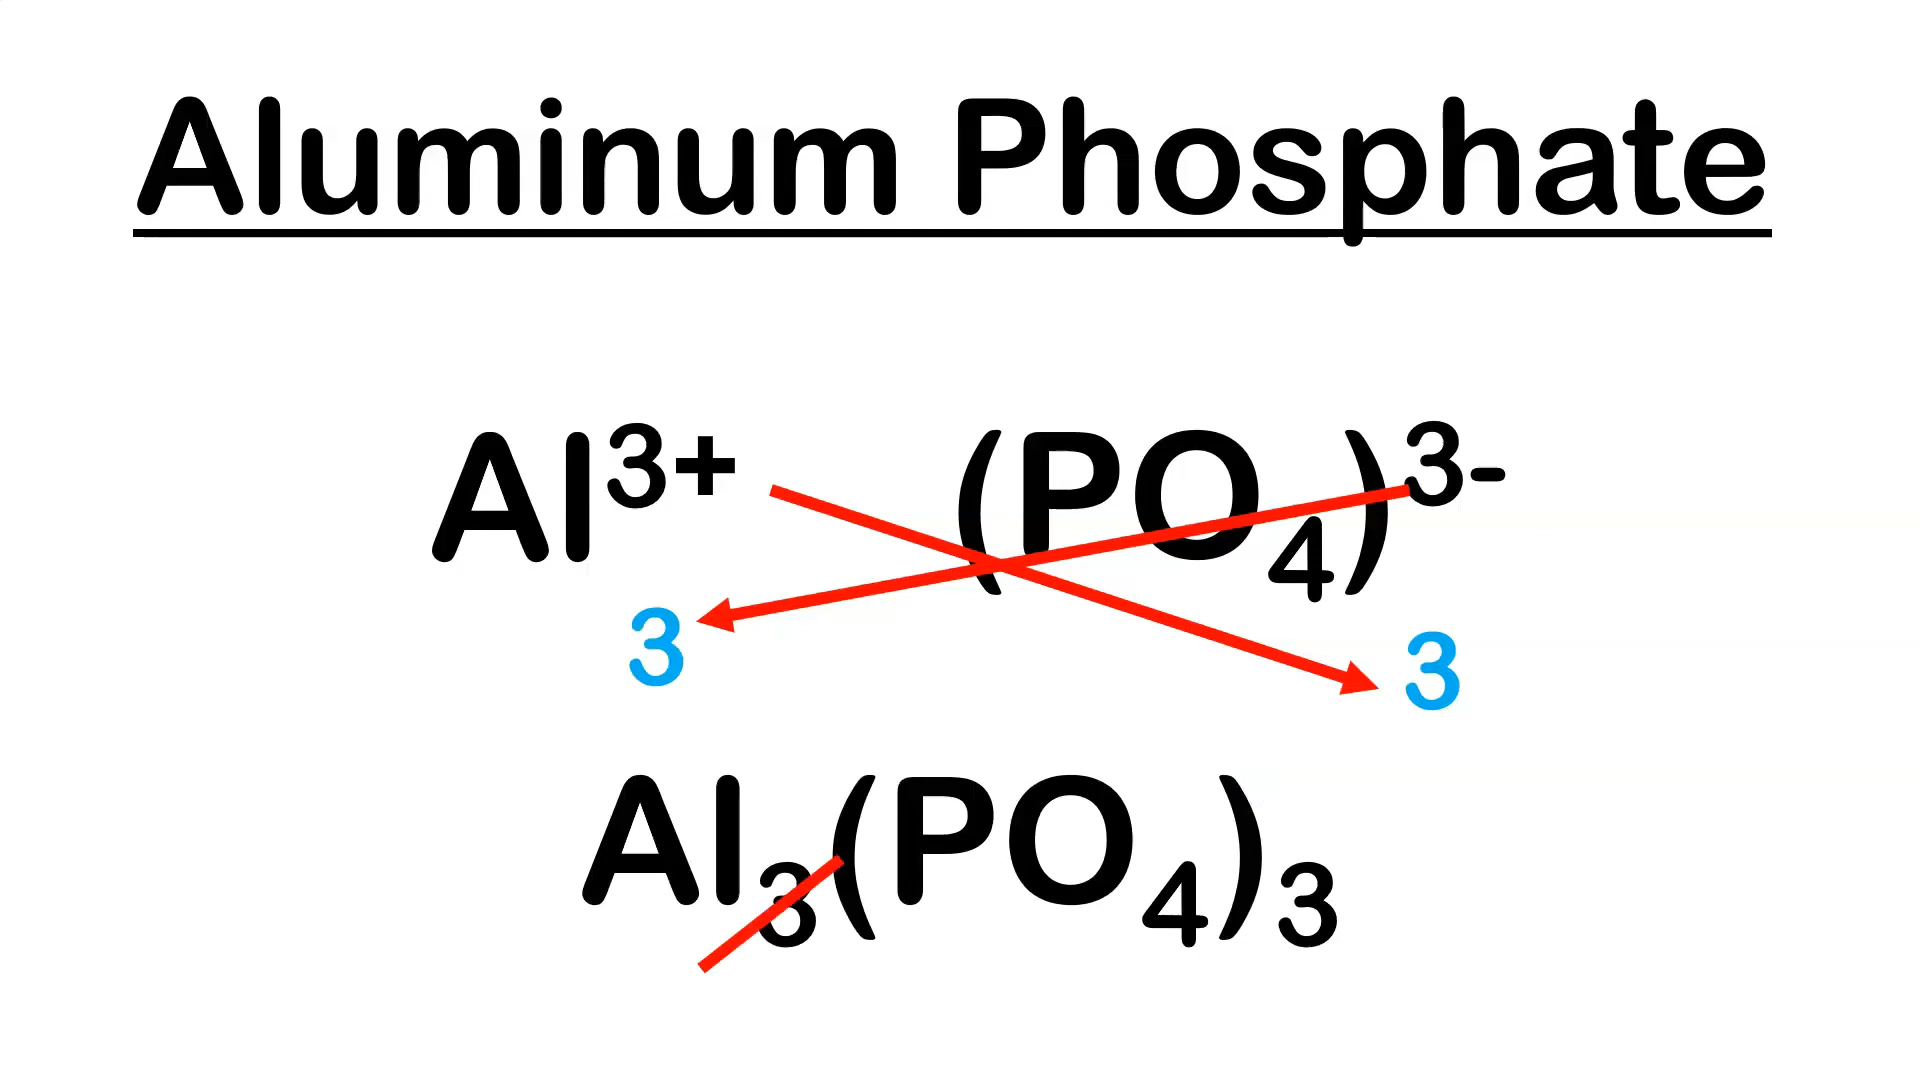 Aluminum Phosphate
Al³⁺ (PO₄)³⁻
3 3
Al₃(PO₄)₃